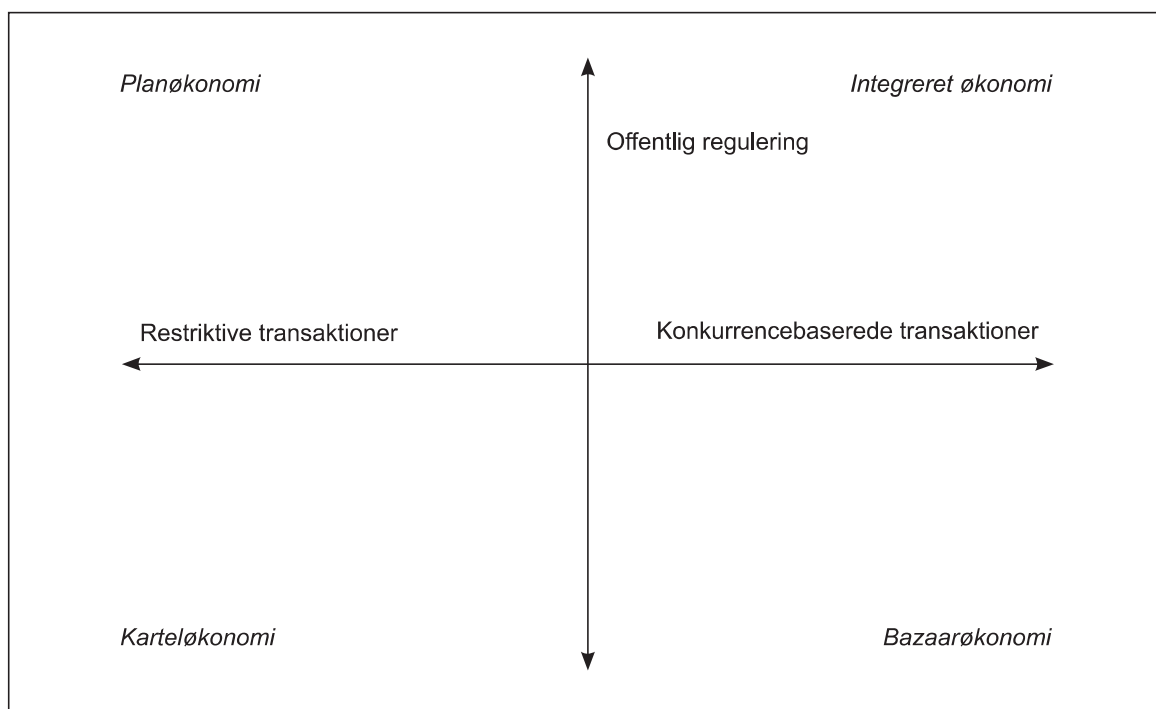 Planøkonomi
Integreret økonomi
Offentlig regulering
Restriktive transaktioner
Konkurrencebaserede transaktioner
Karteløkonomi
Bazaarøkonomi